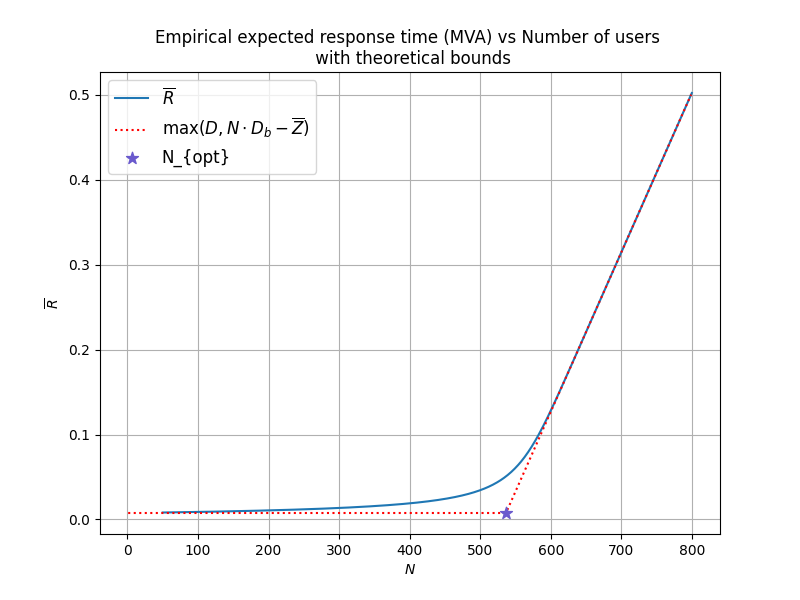 Empirical expected response time (MVA) vs Number of users
with theoretical bounds
R̅
max(D, N · D_b − Z̅)
N_{opt}
0.5
0.4
0.3
0.2
0.1
0.0
R̅
0 100 200 300 400 500 600 700 800
N